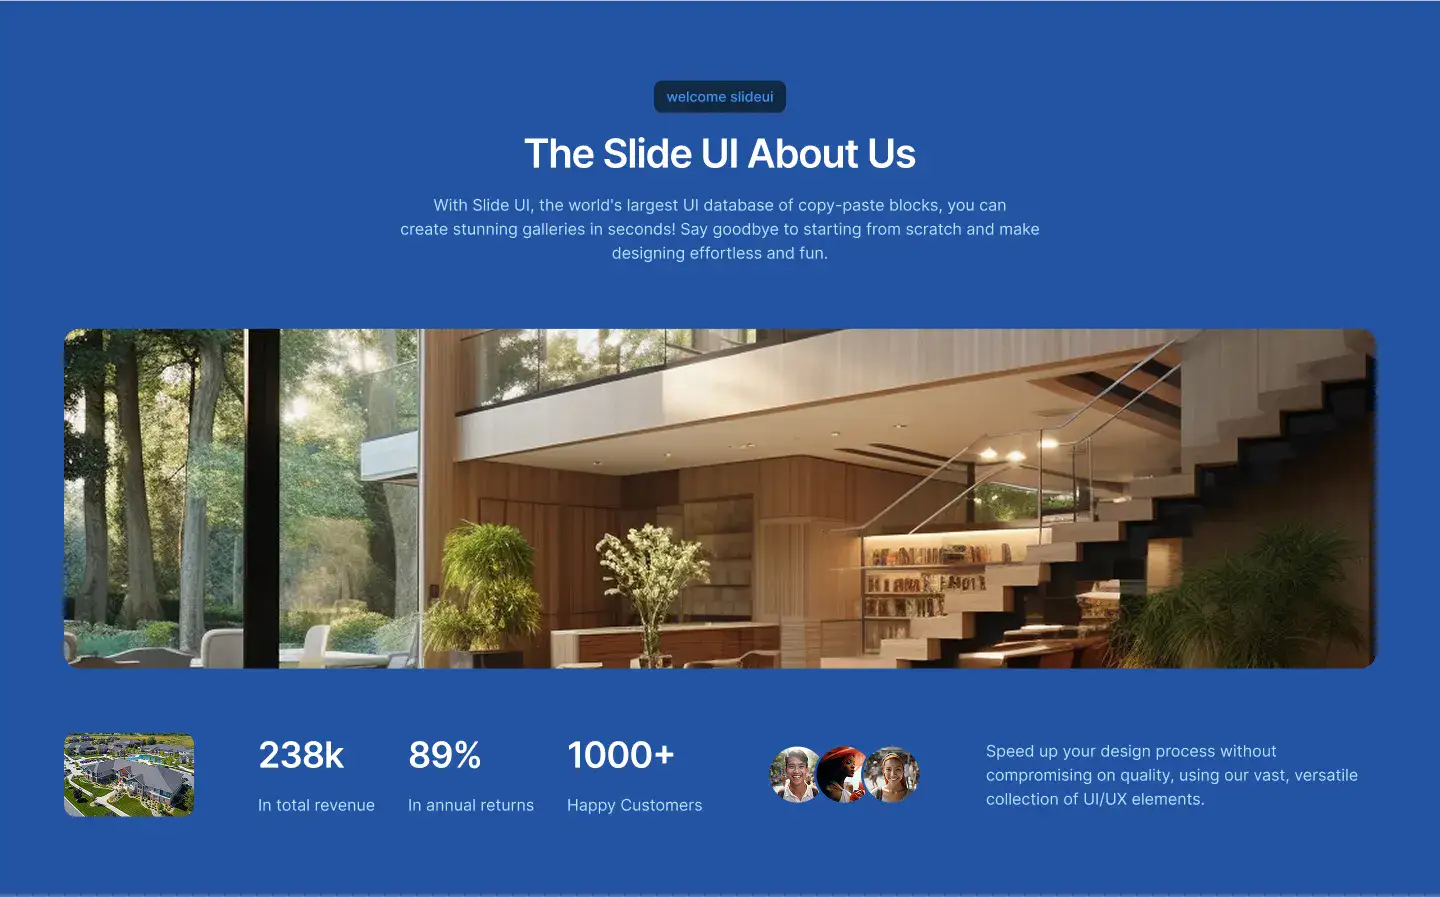 welcome slideui
The Slide UI About Us
With Slide UI, the world's largest UI database of copy-paste blocks, you can
create stunning galleries in seconds! Say goodbye to starting from scratch and make
designing effortless and fun.
238k
In total revenue
89%
In annual returns
1000+
Happy Customers
Speed up your design process without
compromising on quality, using our vast, versatile
collection of UI/UX elements.